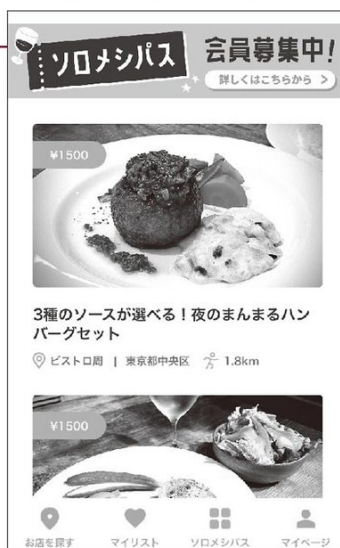 ソロメシパス
会員募集中!
詳しくはこちらから >
¥1500
3種のソースが選べる!夜のまんまるハン
バーグセット
ビストロ周 | 東京都中央区 1.8km
¥1500
お店を探す マイリスト ソロメシパス マイページ